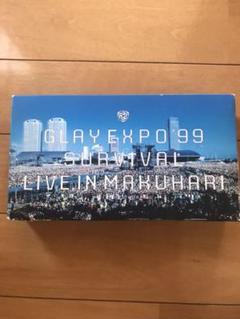 GLAY EXPO '99
SURVIVAL
LIVE IN MAKUHARI